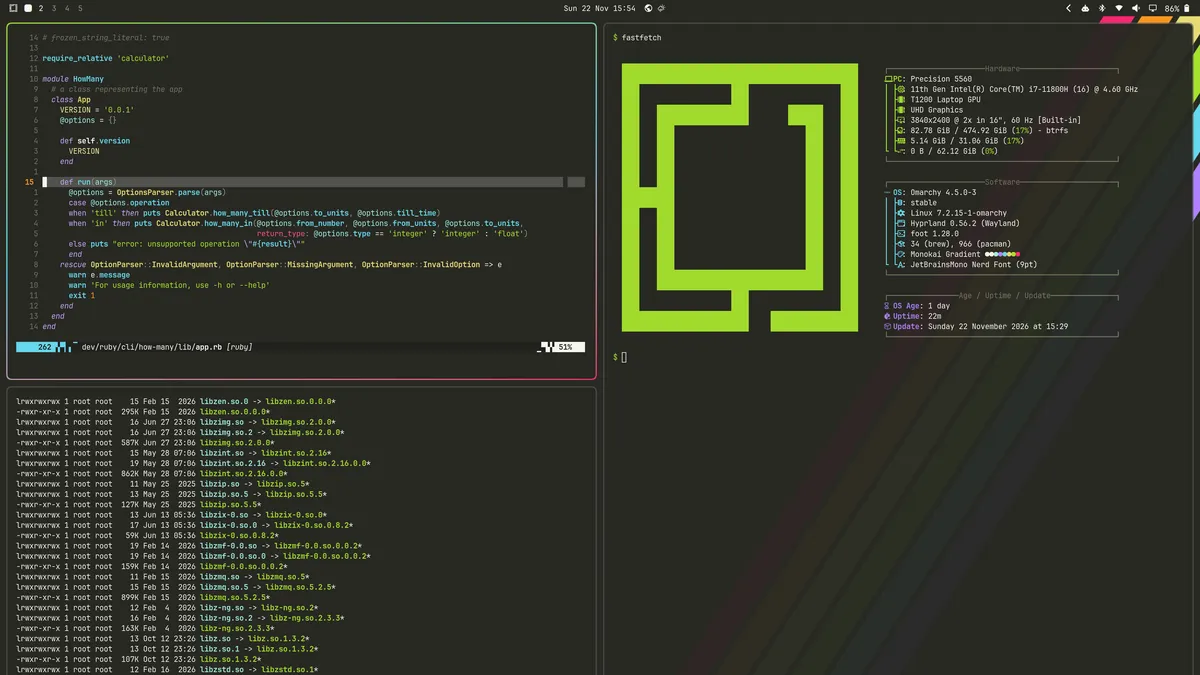 2 3 4 5
Sun 22 Nov 15:54
86%
14 # frozen_string_literal: true
13
12 require_relative 'calculator'
11
10 module HowMany
9 # a class representing the app
8 class App
7 VERSION = '0.0.1'
6 @options = {}
5
4 def self.version
3 VERSION
2 end
1
15 def run(args)
1 @options = OptionsParser.parse(args)
2 case @options.operation
3 when 'till' then puts Calculator.how_many_till(@options.to_units, @options.till_time)
4 when 'in' then puts Calculator.how_many_in(@options.from_number, @options.from_units, @options.to_units,
5 return_type: @options.type == 'integer' ? 'integer' : 'float')
6 else puts "error: unsupported operation \"#{result}\""
7 end
8 rescue OptionParser::InvalidArgument, OptionParser::MissingArgument, OptionParser::InvalidOption => e
9 warn e.message
10 warn 'For usage information, use -h or --help'
11 exit 1
12 end
13 end
14 end
262 dev/ruby/cli/how-many/lib/app.rb [ruby] 51%
lrwxrwxrwx 1 root root 15 Feb 15 2026 libzen.so.0 -> libzen.so.0.0.0*
-rwxr-xr-x 1 root root 295K Feb 15 2026 libzen.so.0.0.0*
lrwxrwxrwx 1 root root 16 Jun 27 23:06 libzimg.so -> libzimg.so.2.0.0*
lrwxrwxrwx 1 root root 16 Jun 27 23:06 libzimg.so.2 -> libzimg.so.2.0.0*
-rwxr-xr-x 1 root root 587K Jun 27 23:06 libzimg.so.2.0.0*
lrwxrwxrwx 1 root root 15 May 28 07:06 libzint.so -> libzint.so.2.16*
lrwxrwxrwx 1 root root 19 May 28 07:06 libzint.so.2.16 -> libzint.so.2.16.0.0*
-rwxr-xr-x 1 root root 862K May 28 07:06 libzint.so.2.16.0.0*
lrwxrwxrwx 1 root root 11 May 25 2025 libzip.so -> libzip.so.5*
lrwxrwxrwx 1 root root 13 May 25 2025 libzip.so.5 -> libzip.so.5.5*
-rwxr-xr-x 1 root root 127K May 25 2025 libzip.so.5.5*
lrwxrwxrwx 1 root root 13 Jun 13 05:36 libzix-0.so -> libzix-0.so.0*
lrwxrwxrwx 1 root root 17 Jun 13 05:36 libzix-0.so.0 -> libzix-0.so.0.8.2*
-rwxr-xr-x 1 root root 59K Jun 13 05:36 libzix-0.so.0.8.2*
lrwxrwxrwx 1 root root 19 Feb 14 2026 libzmf-0.0.so -> libzmf-0.0.so.0.0.2*
lrwxrwxrwx 1 root root 19 Feb 14 2026 libzmf-0.0.so.0 -> libzmf-0.0.so.0.0.2*
-rwxr-xr-x 1 root root 159K Feb 14 2026 libzmf-0.0.so.0.0.2*
lrwxrwxrwx 1 root root 11 Feb 15 2026 libzmq.so -> libzmq.so.5*
lrwxrwxrwx 1 root root 15 Feb 15 2026 libzmq.so.5 -> libzmq.so.5.2.5*
-rwxr-xr-x 1 root root 899K Feb 15 2026 libzmq.so.5.2.5*
lrwxrwxrwx 1 root root 12 Feb 4 2026 libz-ng.so -> libz-ng.so.2*
lrwxrwxrwx 1 root root 16 Feb 4 2026 libz-ng.so.2 -> libz-ng.so.2.3.3*
-rwxr-xr-x 1 root root 163K Feb 4 2026 libz-ng.so.2.3.3*
lrwxrwxrwx 1 root root 13 Oct 12 23:26 libz.so -> libz.so.1.3.2*
lrwxrwxrwx 1 root root 13 Oct 12 23:26 libz.so.1 -> libz.so.1.3.2*
-rwxr-xr-x 1 root root 107K Oct 12 23:26 libz.so.1.3.2*
lrwxrwxrwx 1 root root 12 Feb 16 2026 libzstd.so -> libzstd.so.1*
$ fastfetch
Hardware
PC: Precision 5560
11th Gen Intel(R) Core(TM) i7-11800H (16) @ 4.60 GHz
T1200 Laptop GPU
UHD Graphics
3840x2400 @ 2x in 16", 60 Hz [Built-in]
82.78 GiB / 474.92 GiB (17%) - btrfs
5.14 GiB / 31.06 GiB (17%)
0 B / 62.12 GiB (0%)
Software
OS: Omarchy 4.5.0-3
stable
Linux 7.2.15-1-omarchy
Hyprland 0.56.2 (Wayland)
foot 1.28.0
34 (brew), 966 (pacman)
Monokai Gradient
JetBrainsMono Nerd Font (9pt)
Age / Uptime / Update
OS Age: 1 day
Uptime: 22m
Update: Sunday 22 November 2026 at 15:29
$